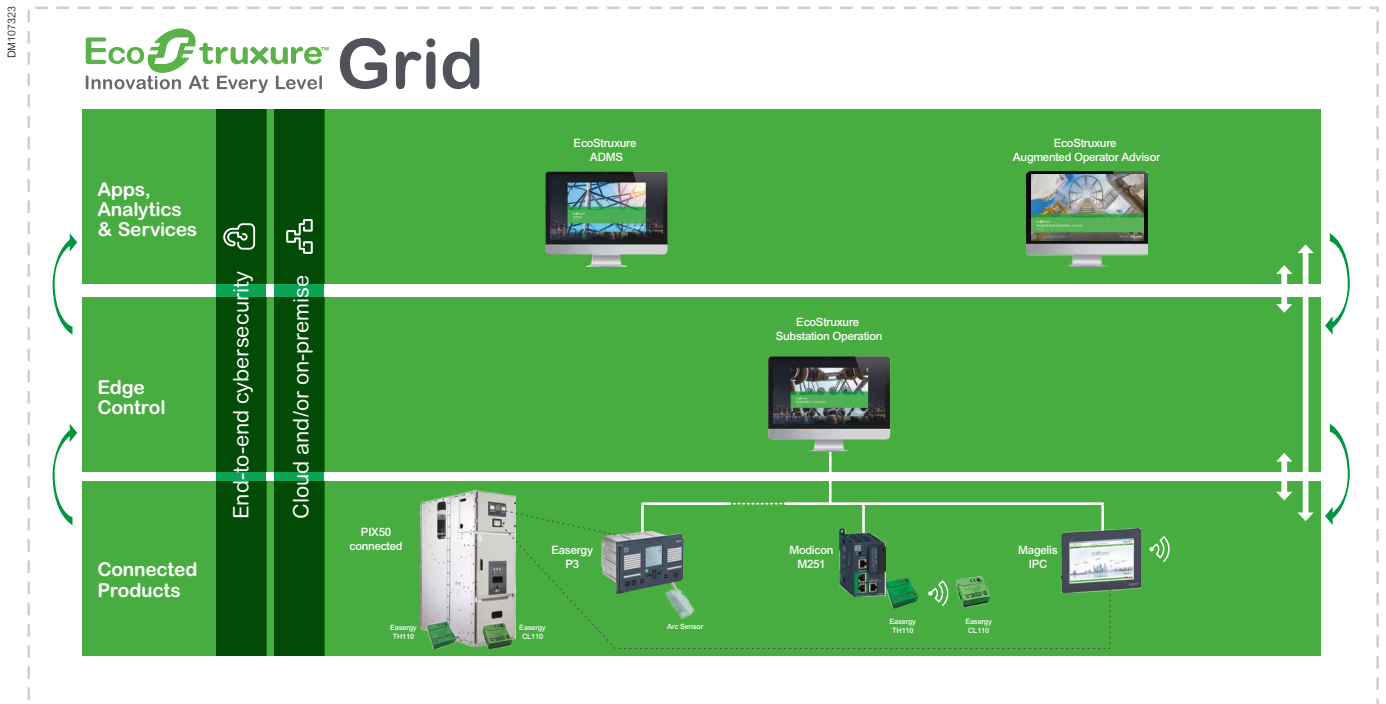 DM107323
EcoStruxure™
Innovation At Every Level
Grid
Apps,
Analytics
& Services
End-to-end cybersecurity
Cloud and/or on-premise
EcoStruxure
ADMS
EcoStruxure
Augmented Operator Advisor
Edge
Control
EcoStruxure
Substation Operation
Connected
Products
PIX50
connected
Easergy
TH110
Easergy
CL110
Easergy
P3
Arc Sensor
Modicon
M251
Easergy
TH110
Easergy
CL110
Magelis
IPC